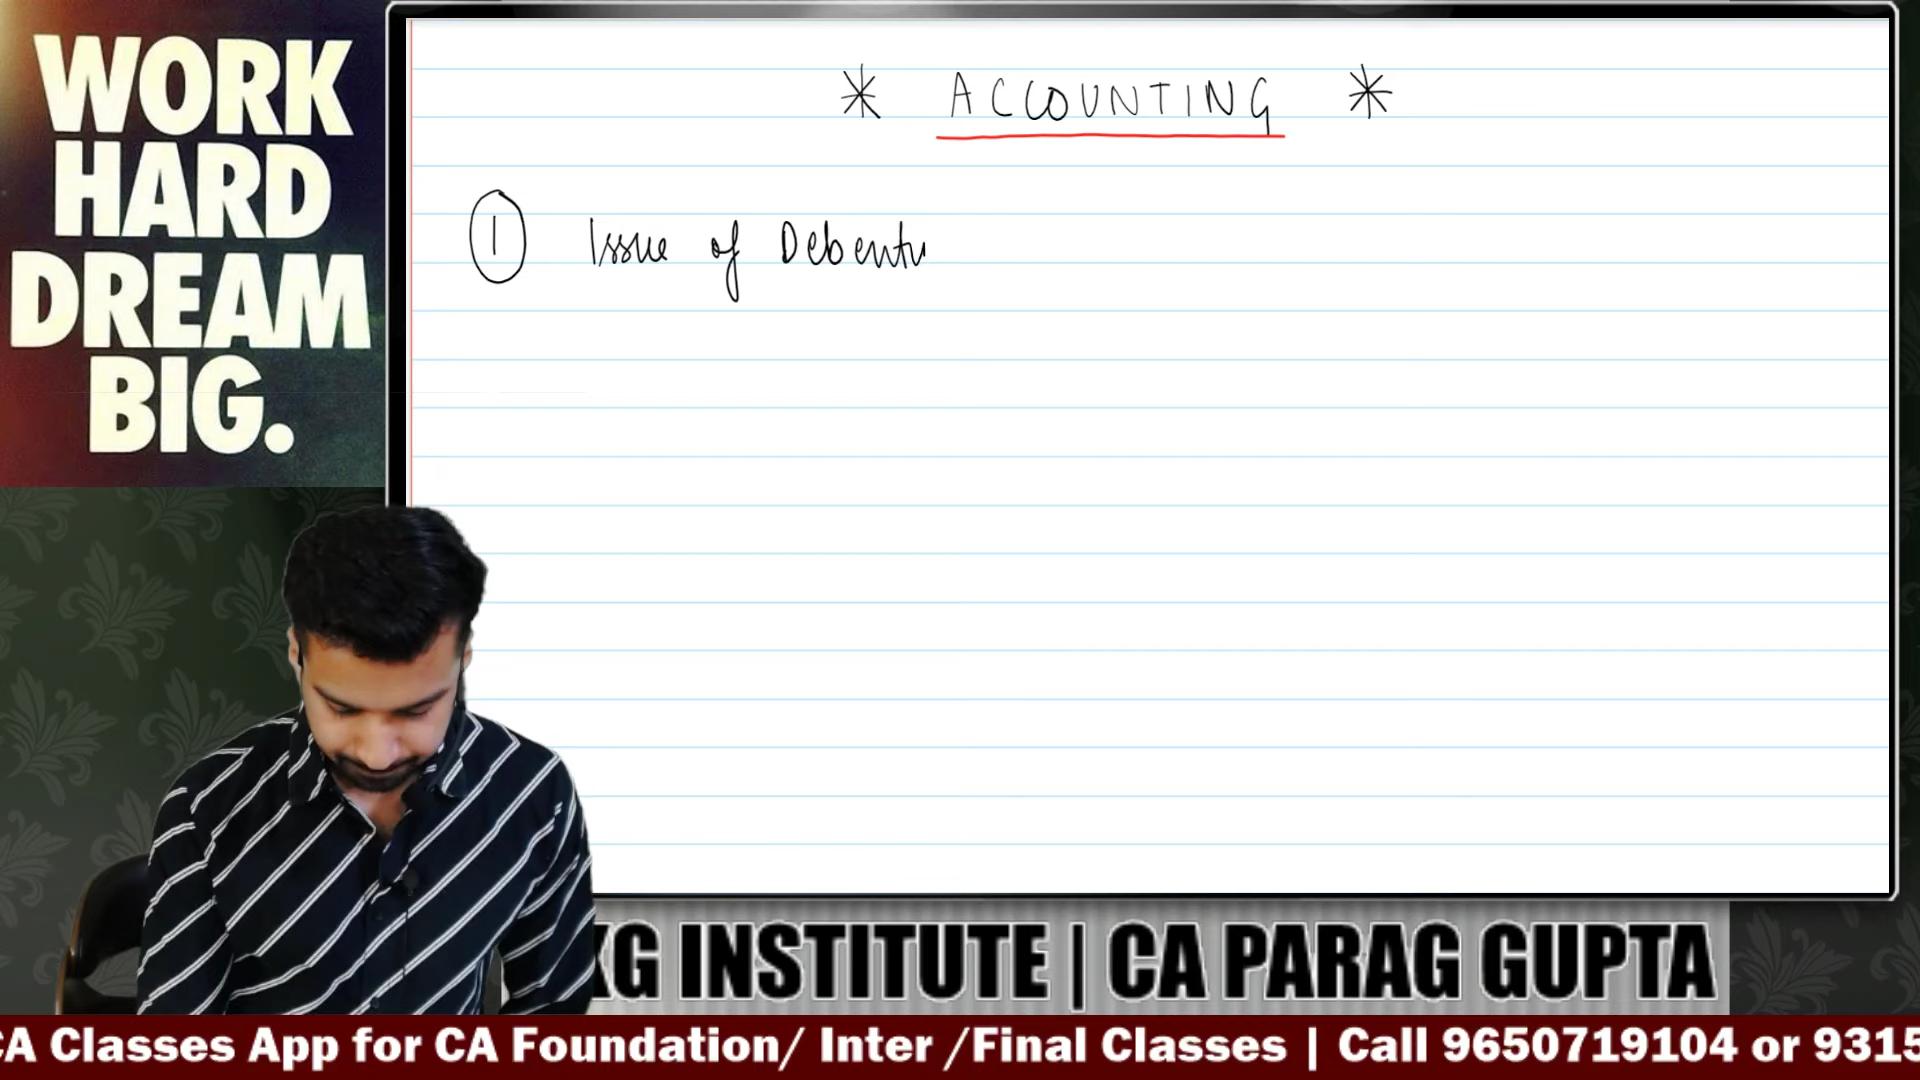 WORK
HARD
DREAM
BIG.
* ACCOUNTING *
① Issue of Debentu
KG INSTITUTE | CA PARAG GUPTA
CA Classes App for CA Foundation/ Inter /Final Classes | Call 9650719104 or 9315